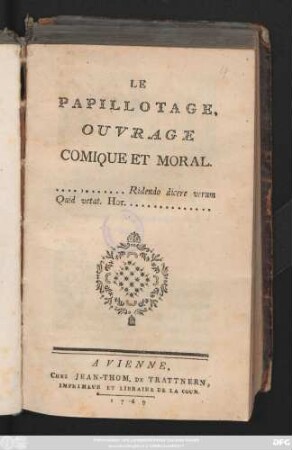 LE
PAPILLOTAGE,
OUVRAGE
COMIQUE ET MORAL.
............ Ridendo dicere verum
Quid vetat. Hor. ..............
A VIENNE,
CHEZ JEAN-THOM. DE TRATTNERN,
IMPRIMEUR ET LIBRAIRE DE LA COUR.